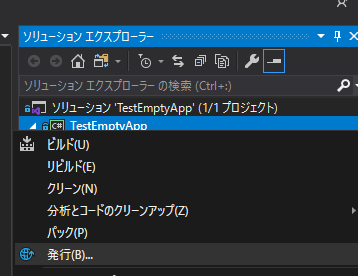 ソリューション エクスプローラー
ソリューション エクスプローラー の検索 (Ctrl+:)
ソリューション 'TestEmptyApp' (1/1 プロジェクト)
C# TestEmptyApp
ビルド(U)
リビルド(E)
クリーン(N)
分析とコードのクリーンアップ(Z)
パック(P)
発行(B)...